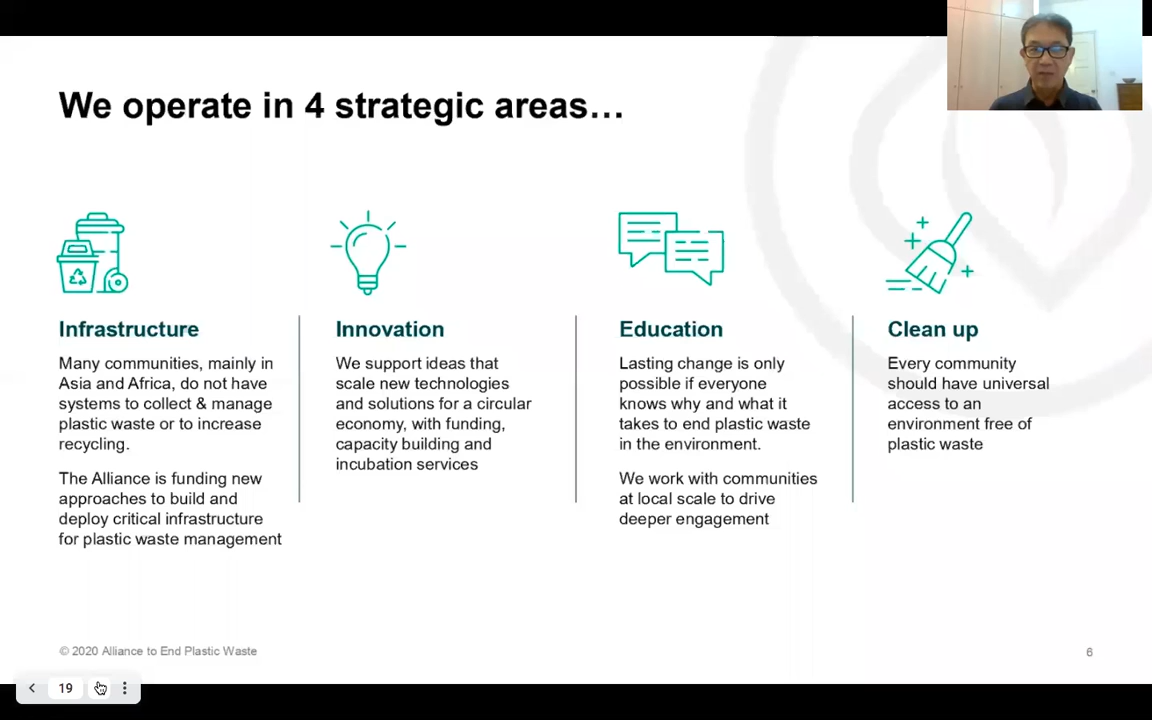 We operate in 4 strategic areas…
Infrastructure
Many communities, mainly in
Asia and Africa, do not have
systems to collect & manage
plastic waste or to increase
recycling.
The Alliance is funding new
approaches to build and
deploy critical infrastructure
for plastic waste management
Innovation
We support ideas that
scale new technologies
and solutions for a circular
economy, with funding,
capacity building and
incubation services
Education
Lasting change is only
possible if everyone
knows why and what it
takes to end plastic waste
in the environment.
We work with communities
at local scale to drive
deeper engagement
Clean up
Every community
should have universal
access to an
environment free of
plastic waste
© 2020 Alliance to End Plastic Waste
6
19